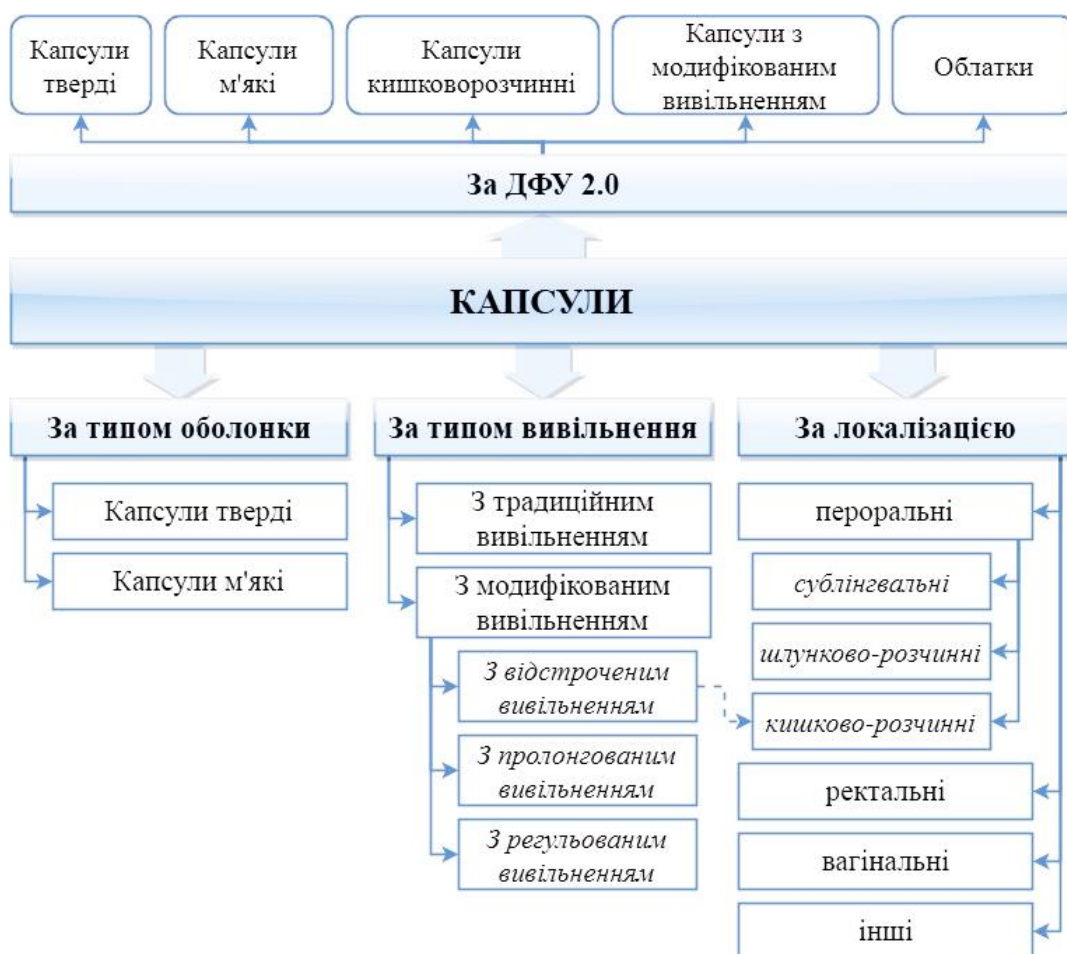 Капсули
тверді
Капсули
м'які
Капсули
кишковорозчинні
Капсули з
модифікованим
вивільненням
Облатки
За ДФУ 2.0
КАПСУЛИ
За типом оболонки
Капсули тверді
Капсули м'які
За типом вивільнення
З традиційним
вивільненням
З модифікованим
вивільненням
З відстроченим
вивільненням
З пролонгованим
вивільненням
З регульованим
вивільненням
За локалізацією
пероральні
сублінгвальні
шлунково-розчинні
кишково-розчинні
ректальні
вагінальні
інші